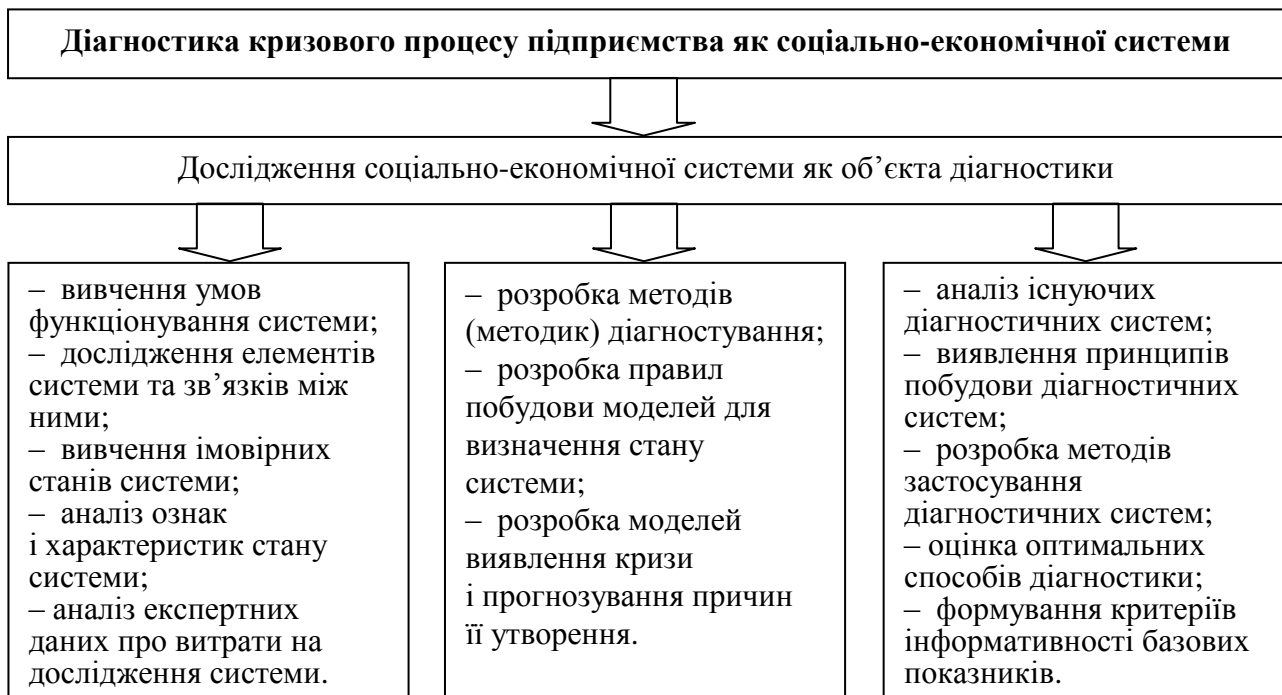 Діагностика кризового процесу підприємства як соціально-економічної системи
Дослідження соціально-економічної системи як об’єкта діагностики
– вивчення умов
функціонування системи;
– дослідження елементів
системи та зв’язків між
ними;
– вивчення імовірних
станів системи;
– аналіз ознак
і характеристик стану
системи;
– аналіз експертних
даних про витрати на
дослідження системи.
– розробка методів
(методик) діагностування;
– розробка правил
побудови моделей для
визначення стану
системи;
– розробка моделей
виявлення кризи
і прогнозування причин
її утворення.
– аналіз існуючих
діагностичних систем;
– виявлення принципів
побудови діагностичних
систем;
– розробка методів
застосування
діагностичних систем;
– оцінка оптимальних
способів діагностики;
– формування критеріїв
інформативності базових
показників.